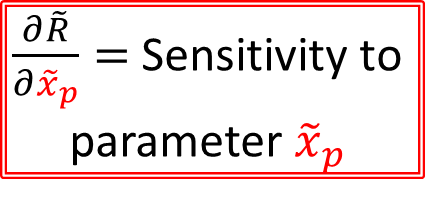 ∂R̃/∂x̃ₚ = Sensitivity to
parameter x̃ₚ